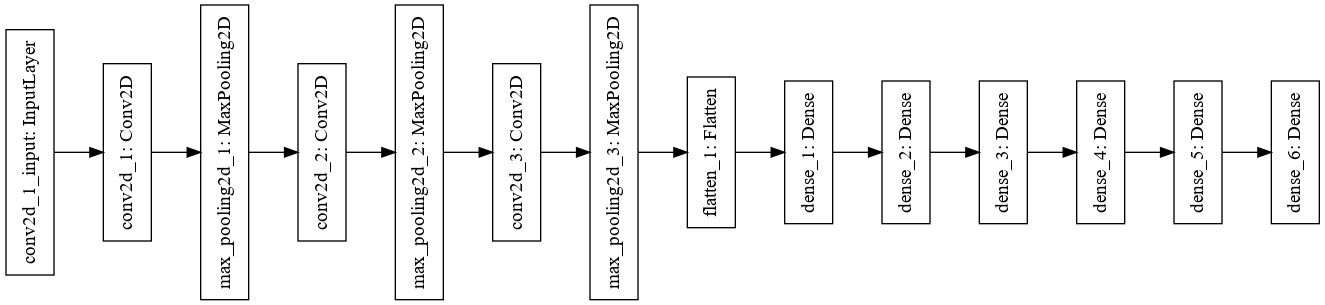 conv2d_1_input: InputLayer
conv2d_1: Conv2D
max_pooling2d_1: MaxPooling2D
conv2d_2: Conv2D
max_pooling2d_2: MaxPooling2D
conv2d_3: Conv2D
max_pooling2d_3: MaxPooling2D
flatten_1: Flatten
dense_1: Dense
dense_2: Dense
dense_3: Dense
dense_4: Dense
dense_5: Dense
dense_6: Dense